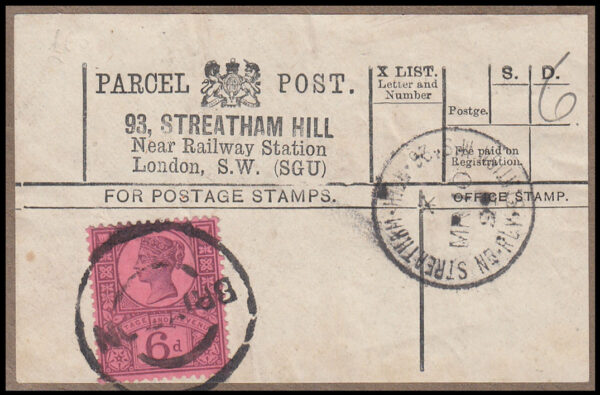 PARCEL POST.
93, STREATHAM HILL
Near Railway Station
London, S.W. (SGU)
X LIST.
Letter and
Number
S. D.
Postge.
6
Fee paid on
Registration.
FOR POSTAGE STAMPS. OFFICE STAMP.
STREATHAM
6d